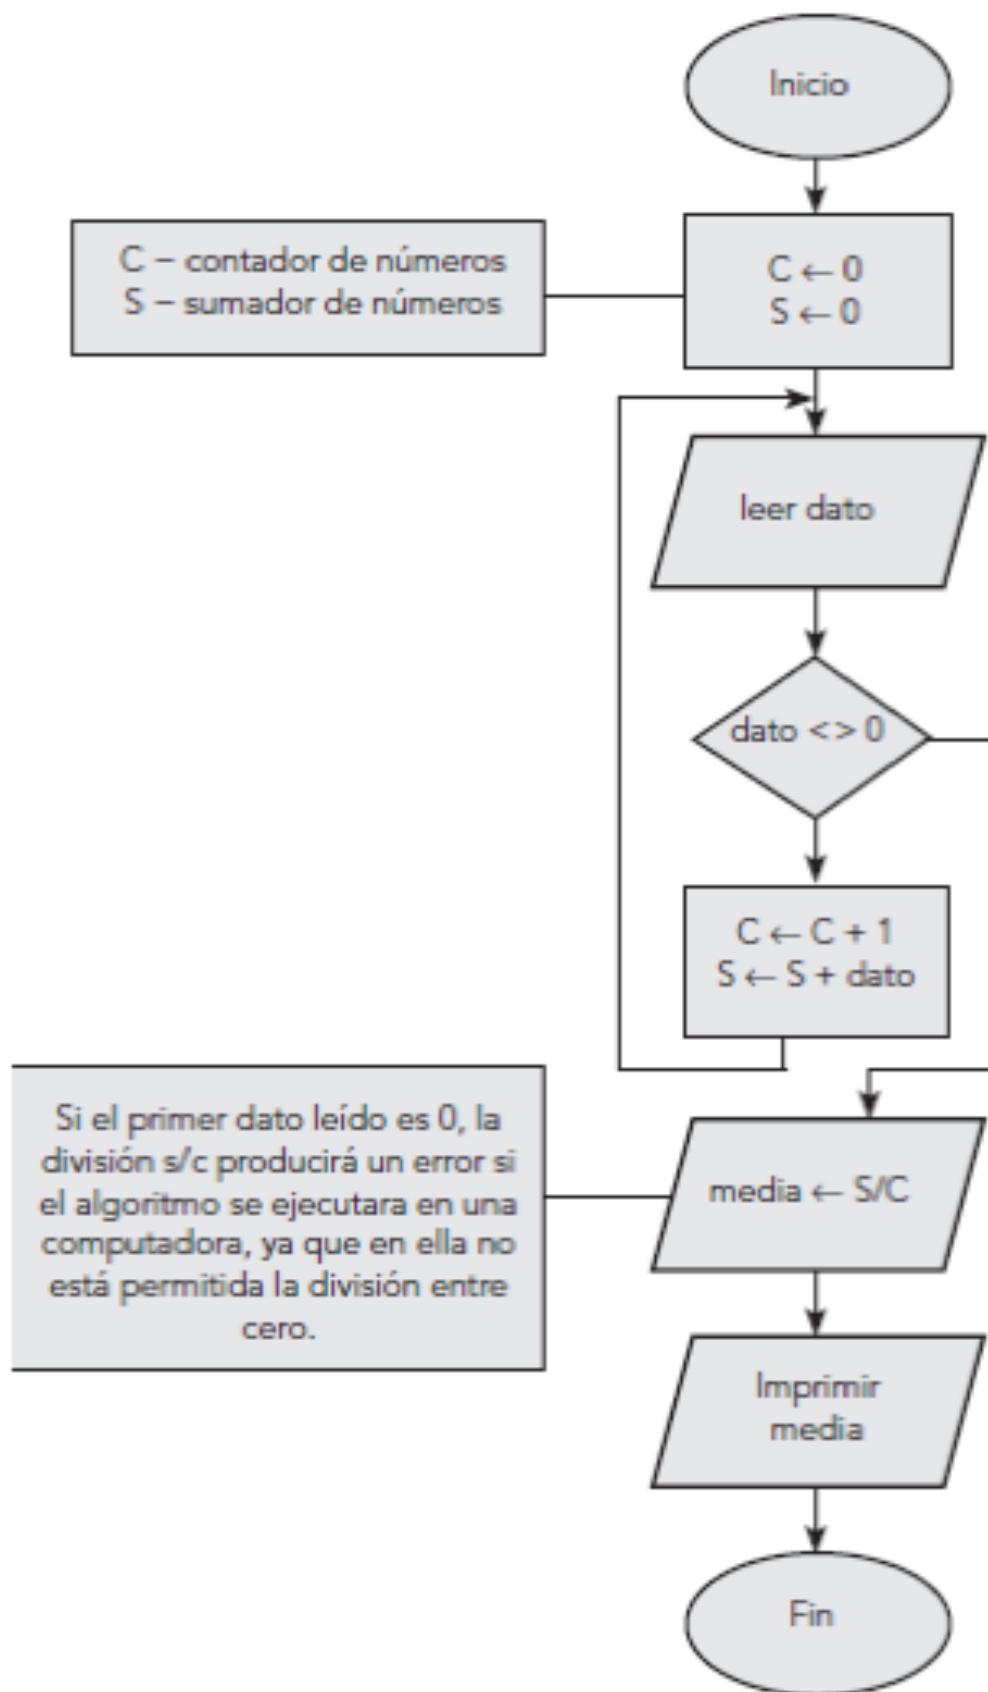 Inicio
C – contador de números
S – sumador de números
C ← 0
S ← 0
leer dato
dato <> 0
C ← C + 1
S ← S + dato
Si el primer dato leído es 0, la
división s/c producirá un error si
el algoritmo se ejecutara en una
computadora, ya que en ella no
está permitida la división entre
cero.
media ← S/C
Imprimir
media
Fin